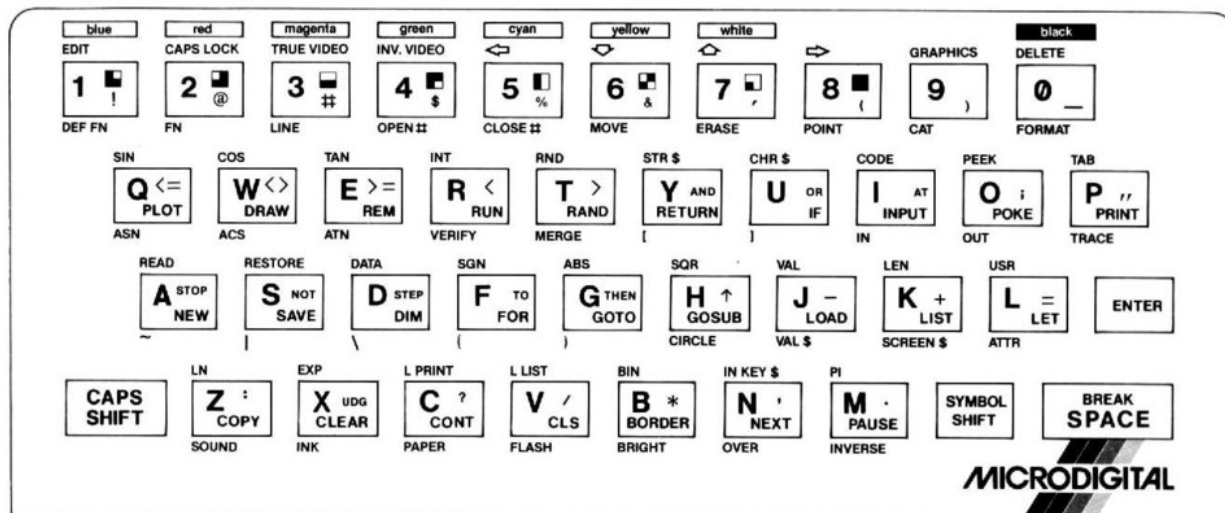 blue red magenta green cyan yellow white black
EDIT CAPS LOCK TRUE VIDEO INV. VIDEO ⇦ ⇩ ⇧ ⇨ GRAPHICS DELETE
1 ! 2 @ 3 # 4 $ 5 % 6 & 7 ' 8 ( 9 ) 0 _
DEF FN FN LINE OPEN # CLOSE # MOVE ERASE POINT CAT FORMAT
SIN COS TAN INT RND STR $ CHR $ CODE PEEK TAB
Q <= W <> E >= R < T > Y AND U OR I AT O ; P "
PLOT DRAW REM RUN RAND RETURN IF INPUT POKE PRINT
ASN ACS ATN VERIFY MERGE [ ] IN OUT TRACE
READ RESTORE DATA SGN ABS SQR VAL LEN USR
A STOP S NOT D STEP F TO G THEN H ↑ J − K + L = ENTER
NEW SAVE DIM FOR GOTO GOSUB LOAD LIST LET
~ | \ { } CIRCLE VAL $ SCREEN $ ATTR
LN EXP L PRINT L LIST BIN IN KEY $ PI
CAPS Z : X UDG C ? V / B * N , M . SYMBOL BREAK
SHIFT COPY CLEAR CONT CLS BORDER NEXT PAUSE SHIFT SPACE
SOUND INK PAPER FLASH BRIGHT OVER INVERSE
MICRODIGITAL